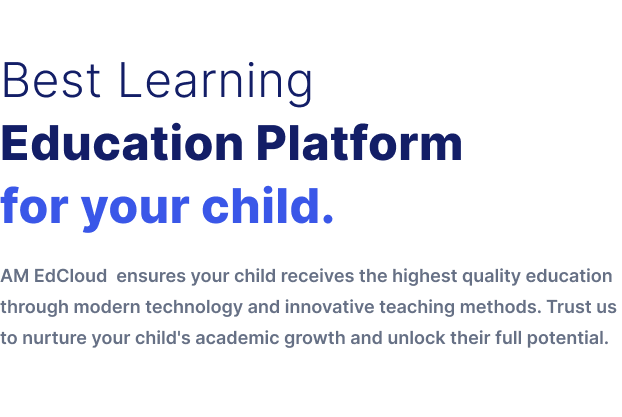 Best Learning
Education Platform
for your child.
AM EdCloud  ensures your child receives the highest quality education
through modern technology and innovative teaching methods. Trust us
to nurture your child's academic growth and unlock their full potential.